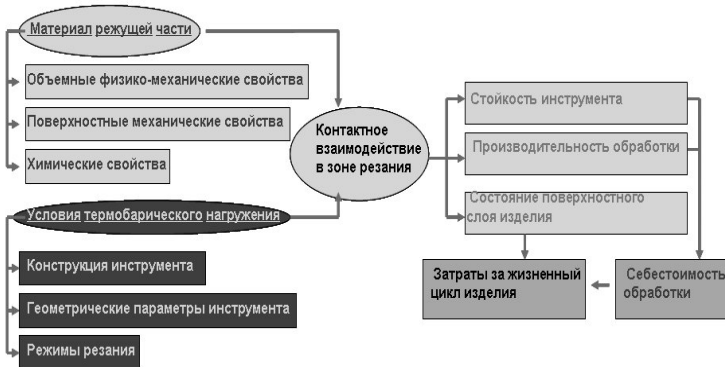 Материал режущей части
Объемные физико-механические свойства
Поверхностные механические свойства
Химические свойства
Условия термобарического нагружения
Конструкция инструмента
Геометрические параметры инструмента
Режимы резания
Контактное
взаимодействие
в зоне резания
Стойкость инструмента
Производительность обработки
Состояние поверхностного
слоя изделия
Затраты за жизненный
цикл изделия
Себестоимость
обработки